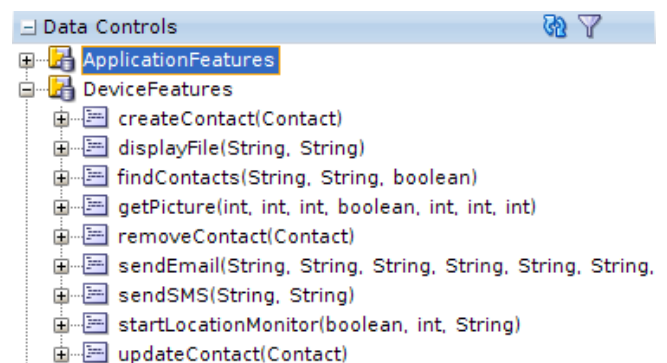 Data Controls
ApplicationFeatures
DeviceFeatures
createContact(Contact)
displayFile(String, String)
findContacts(String, String, boolean)
getPicture(int, int, int, boolean, int, int, int)
removeContact(Contact)
sendEmail(String, String, String, String, String, String,
sendSMS(String, String)
startLocationMonitor(boolean, int, String)
updateContact(Contact)